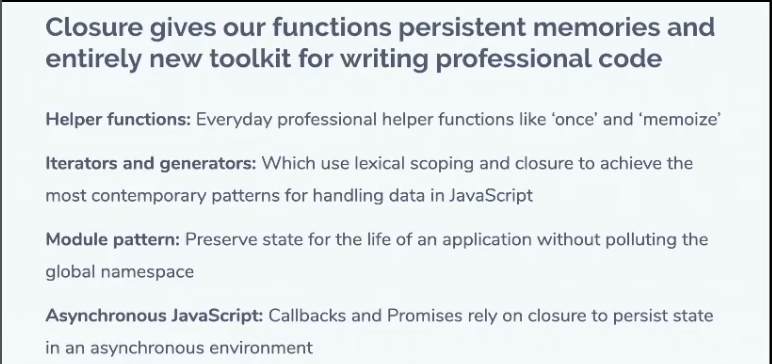 Closure gives our functions persistent memories and
entirely new toolkit for writing professional code
Helper functions: Everyday professional helper functions like ‘once’ and ‘memoize’
Iterators and generators: Which use lexical scoping and closure to achieve the
most contemporary patterns for handling data in JavaScript
Module pattern: Preserve state for the life of an application without polluting the
global namespace
Asynchronous JavaScript: Callbacks and Promises rely on closure to persist state
in an asynchronous environment